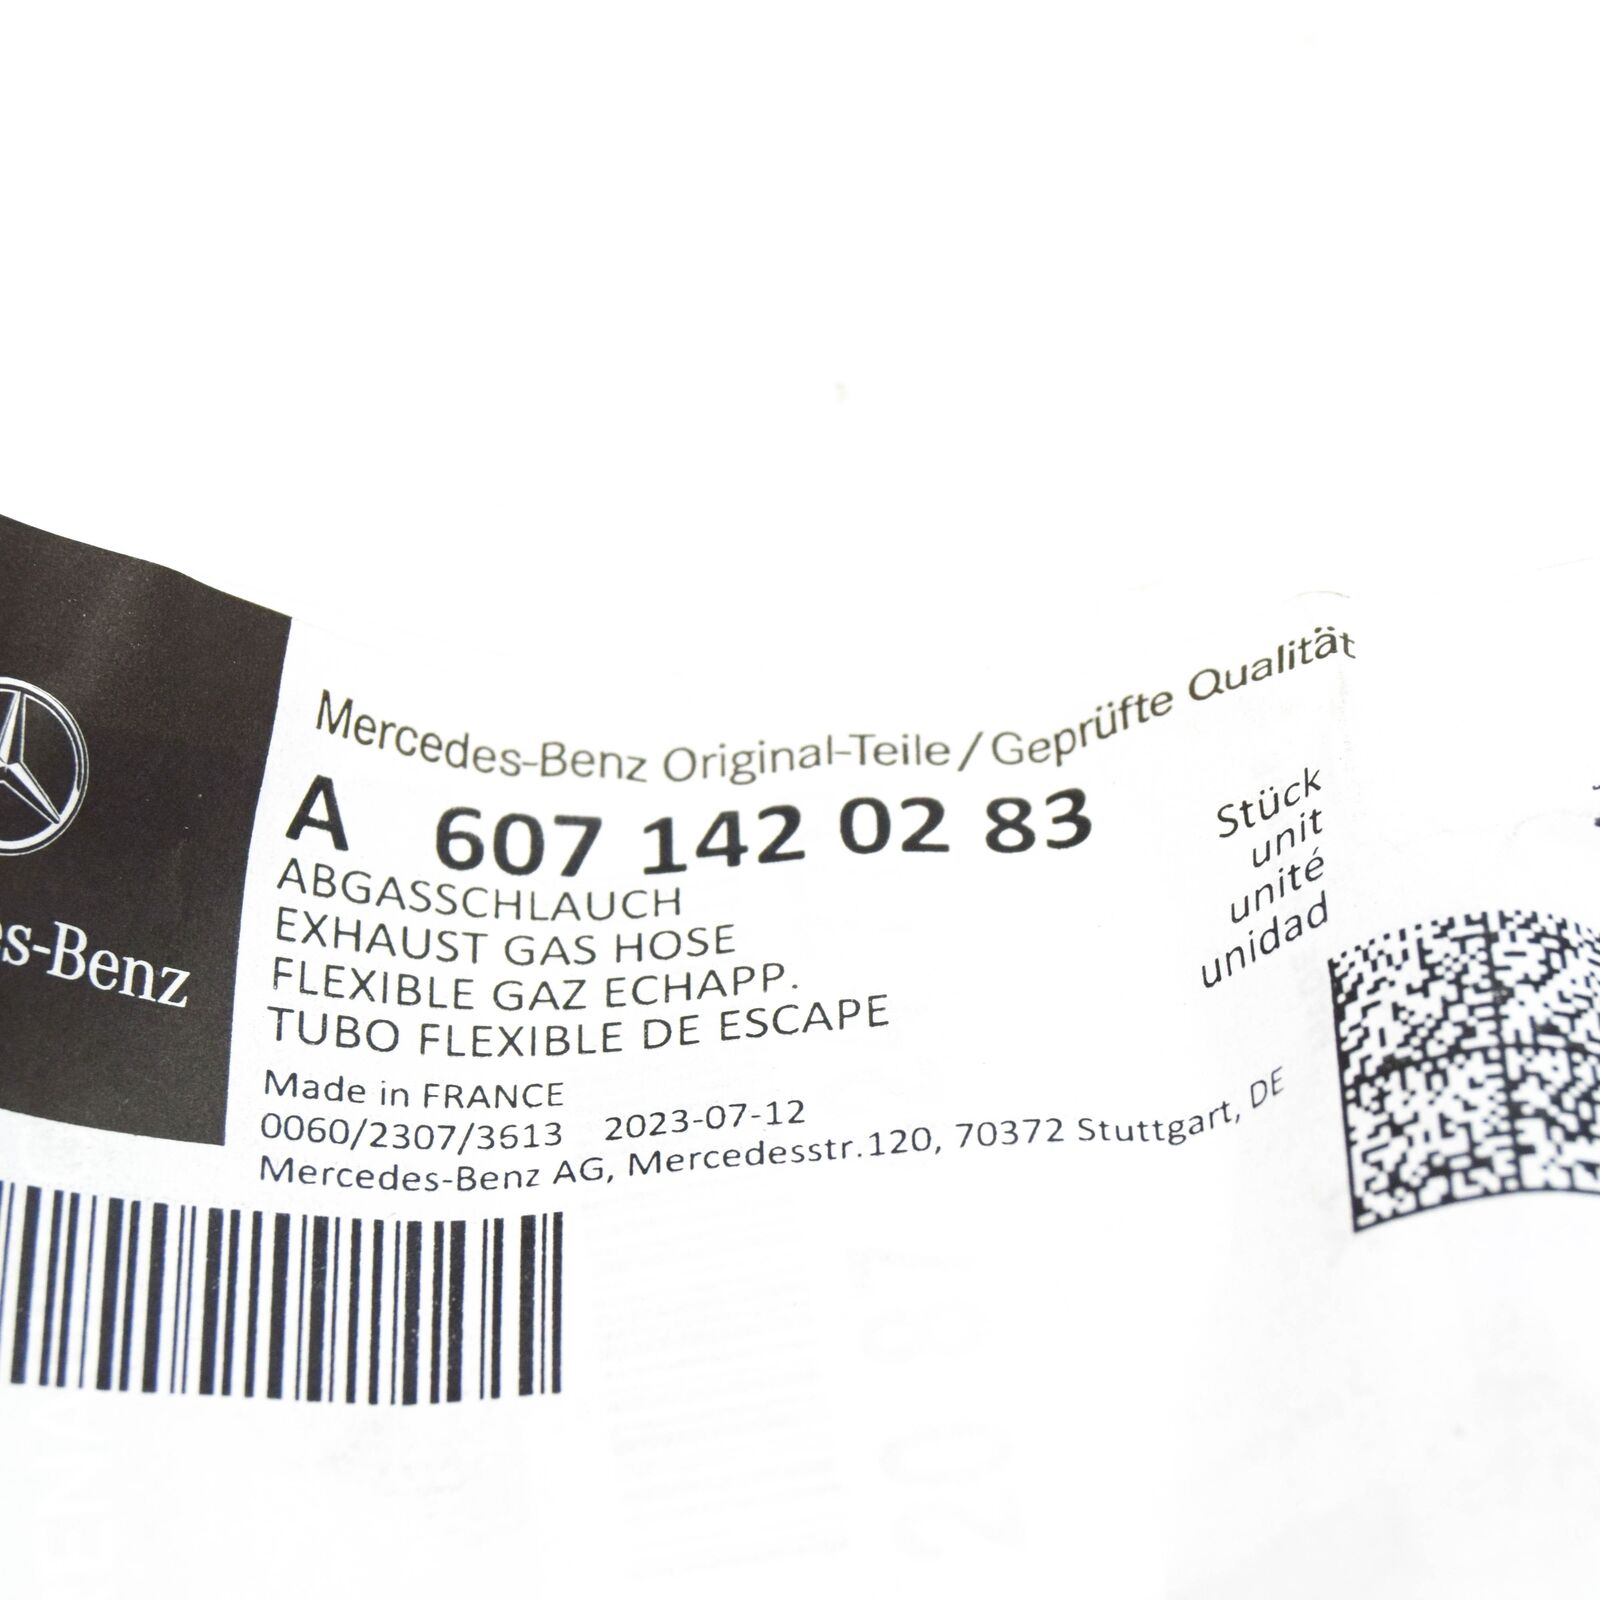 Mercedes-Benz Original-Teile / Geprüfte Qualität
A 607 142 02 83
ABGASSCHLAUCH
EXHAUST GAS HOSE
FLEXIBLE GAZ ECHAPP.
TUBO FLEXIBLE DE ESCAPE
Stück
unit
unité
unidad
Made in FRANCE
0060/2307/3613 2023-07-12
Mercedes-Benz AG, Mercedesstr.120, 70372 Stuttgart, DE
es-Benz